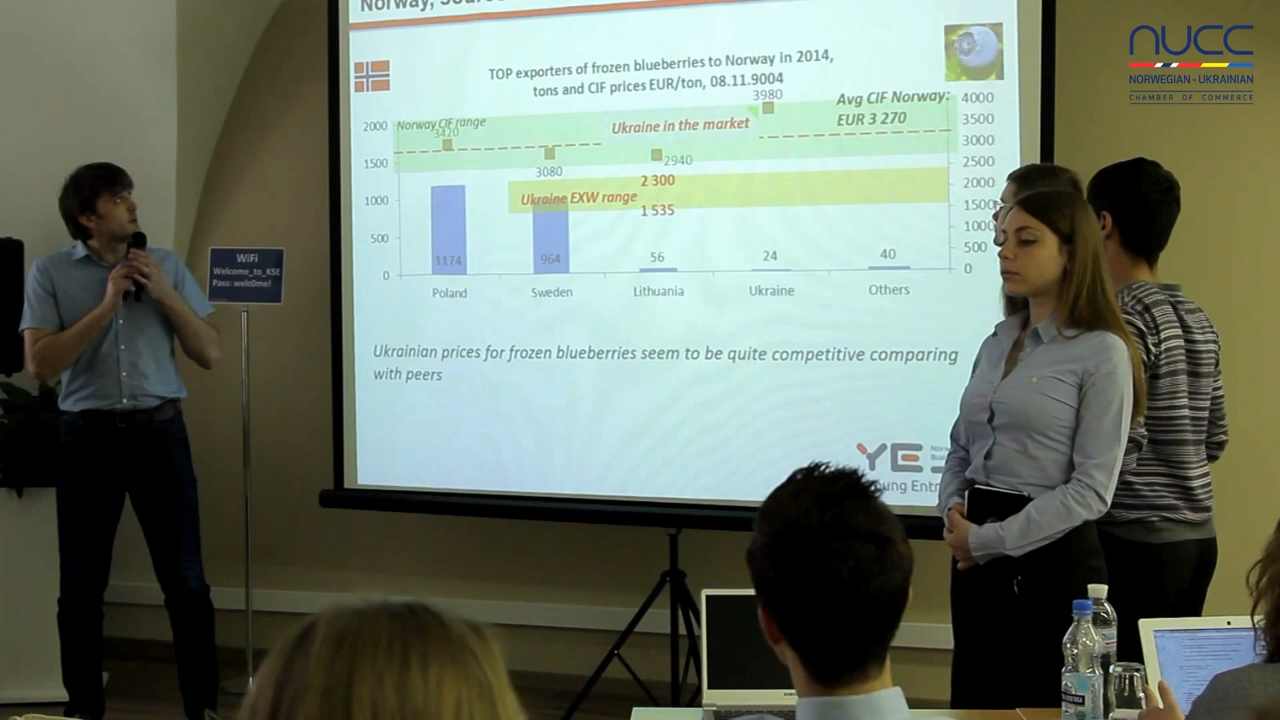 Norway,
TOP exporters of frozen blueberries to Norway in 2014,
tons and CIF prices EUR/ton, 08.11.9004
Norway CIF range
Ukraine in the market
Avg CIF Norway:
EUR 3 270
3420
3080
2940
3980
2 300
Ukraine EXW range
1 535
2000
1500
1000
500
0
4000
3500
3000
2500
2000
1500
1000
500
0
1174
964
56
24
40
Poland
Sweden
Lithuania
Ukraine
Others
Ukrainian prices for frozen blueberries seem to be quite competitive comparing
with peers
YE
ung Entr
WiFi
Welcome_to_KSE
Pass: welc0me!
NUCC
NORWEGIAN - UKRAINIAN
CHAMBER OF COMMERCE